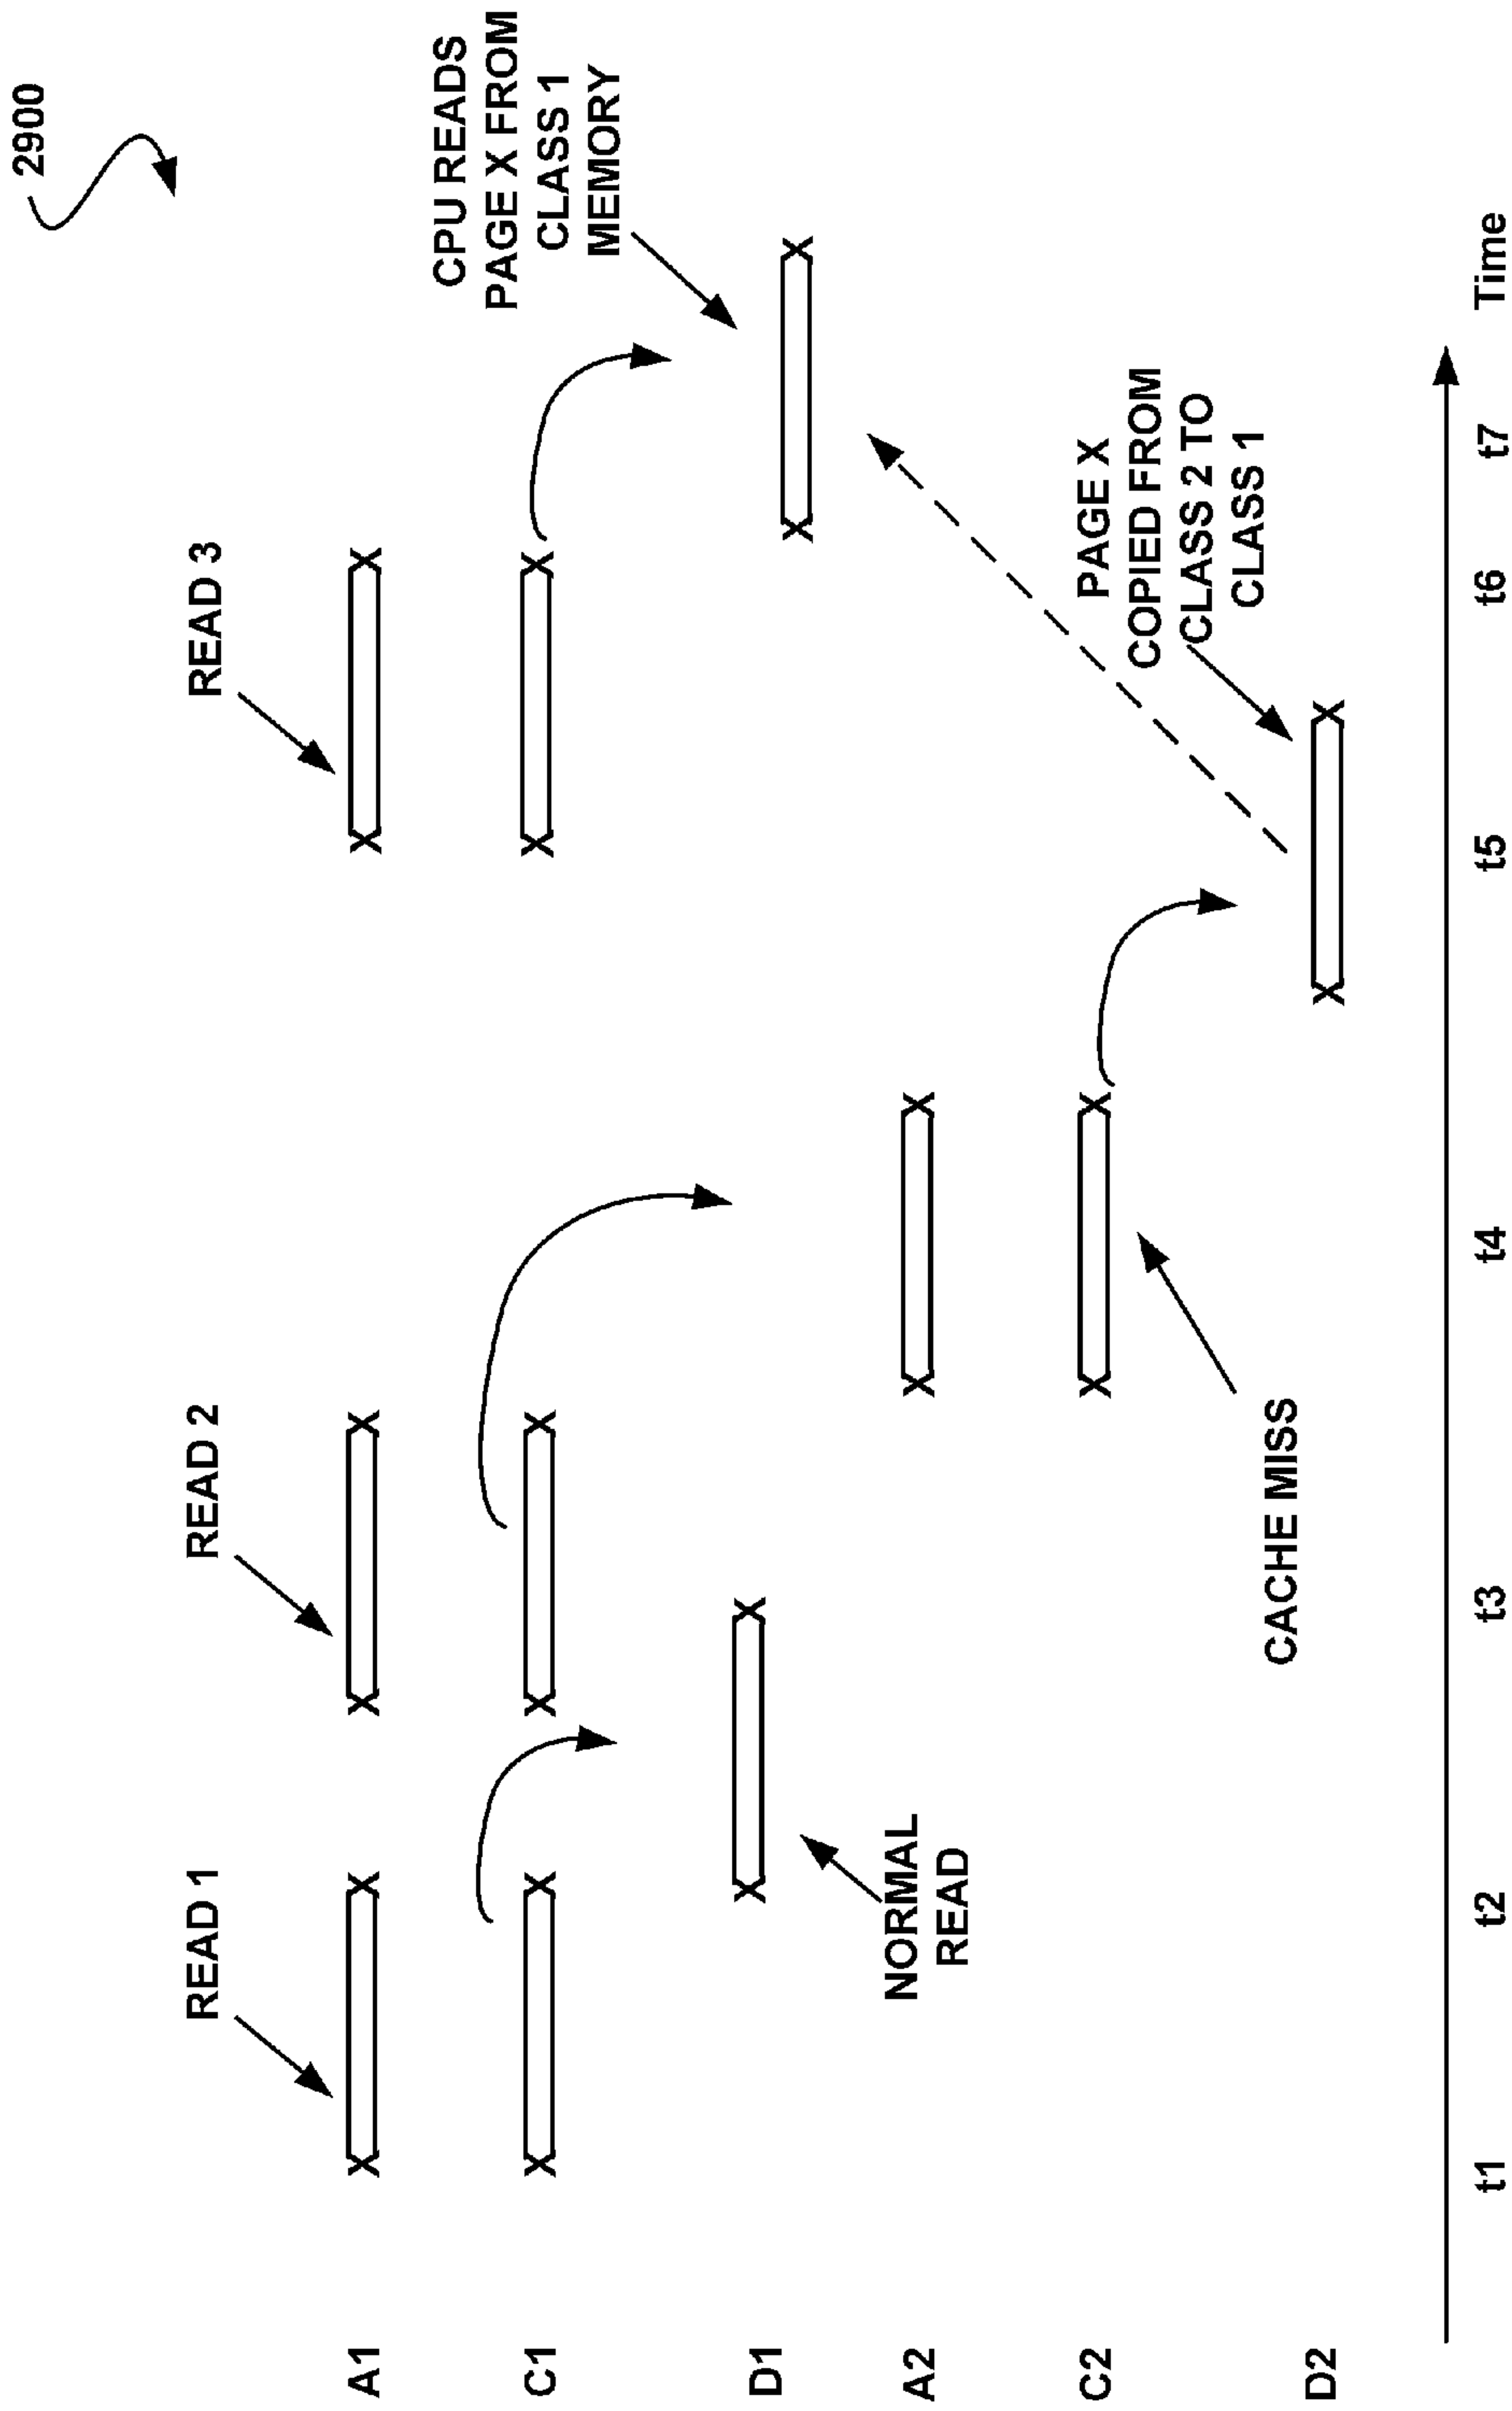 2900
READ 1
READ 2
READ 3
CPU READS
PAGE X FROM
CLASS 1
MEMORY
A1
C1
D1
NORMAL
READ
A2
C2
PAGE X
COPIED FROM
CLASS 2 TO
CLASS 1
CACHE MISS
D2
t1 t2 t3 t4 t5 t6 t7 Time